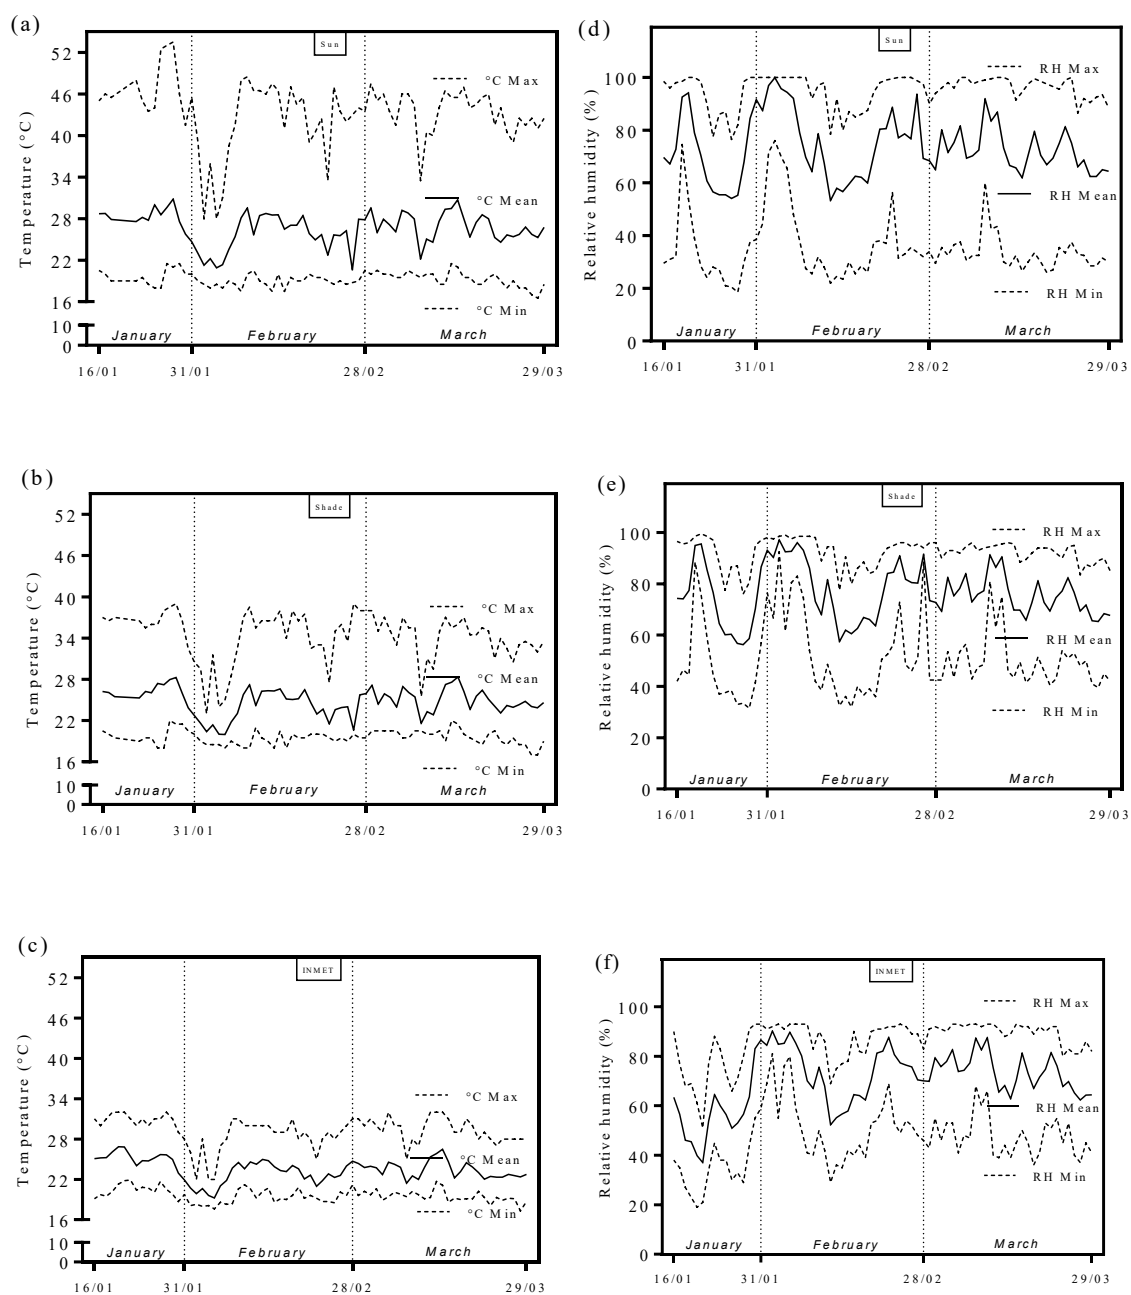 (a)
Sun
Temperature (°C)
52
46
40
34
28
22
16
10
0
°C Max
°C Mean
°C Min
January
February
March
16/01
31/01
28/02
29/03
(d)
Sun
Relative humidity (%)
100
80
60
40
20
0
RH Max
RH Mean
RH Min
January
February
March
16/01
31/01
28/02
29/03
(b)
Shade
Temperature (°C)
52
46
40
34
28
22
16
10
0
°C Max
°C Mean
°C Min
January
February
March
16/01
31/01
28/02
29/03
(e)
Shade
Relative humidity (%)
100
80
60
40
20
0
RH Max
RH Mean
RH Min
January
February
March
16/01
31/01
28/02
29/03
(c)
INMET
Temperature (°C)
52
46
40
34
28
22
16
10
0
°C Max
°C Mean
°C Min
January
February
March
16/01
31/01
28/02
29/03
(f)
INMET
Relative humidity (%)
100
80
60
40
20
0
RH Max
RH Mean
RH Min
January
February
March
16/01
31/01
28/02
29/03